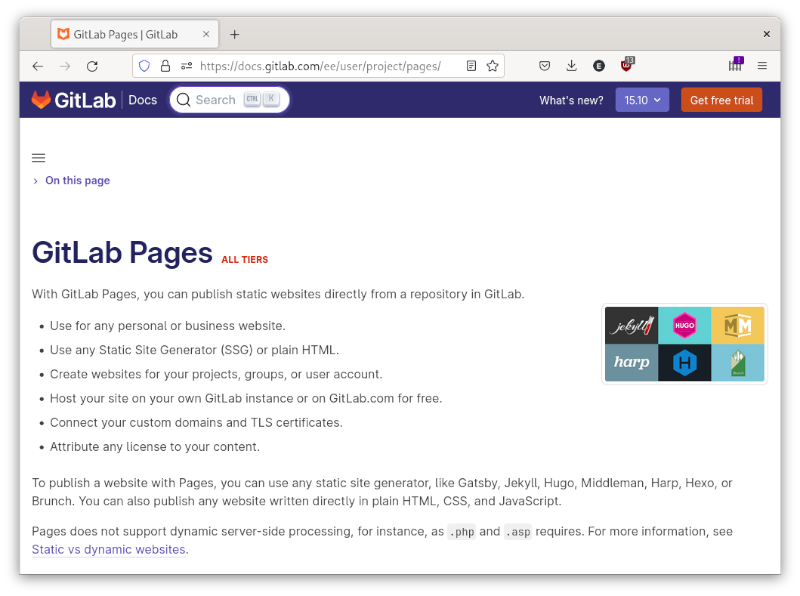 GitLab Pages | GitLab
https://docs.gitlab.com/ee/user/project/pages/
E
13
!
GitLab Docs
Search CTRL K
What's new?
15.10
Get free trial
On this page
GitLab Pages ALL TIERS
With GitLab Pages, you can publish static websites directly from a repository in GitLab.
• Use for any personal or business website.
• Use any Static Site Generator (SSG) or plain HTML.
• Create websites for your projects, groups, or user account.
• Host your site on your own GitLab instance or on GitLab.com for free.
• Connect your custom domains and TLS certificates.
• Attribute any license to your content.
jekyll HUGO M
harp H
To publish a website with Pages, you can use any static site generator, like Gatsby, Jekyll, Hugo, Middleman, Harp, Hexo, or
Brunch. You can also publish any website written directly in plain HTML, CSS, and JavaScript.
Pages does not support dynamic server-side processing, for instance, as .php and .asp requires. For more information, see
Static vs dynamic websites.